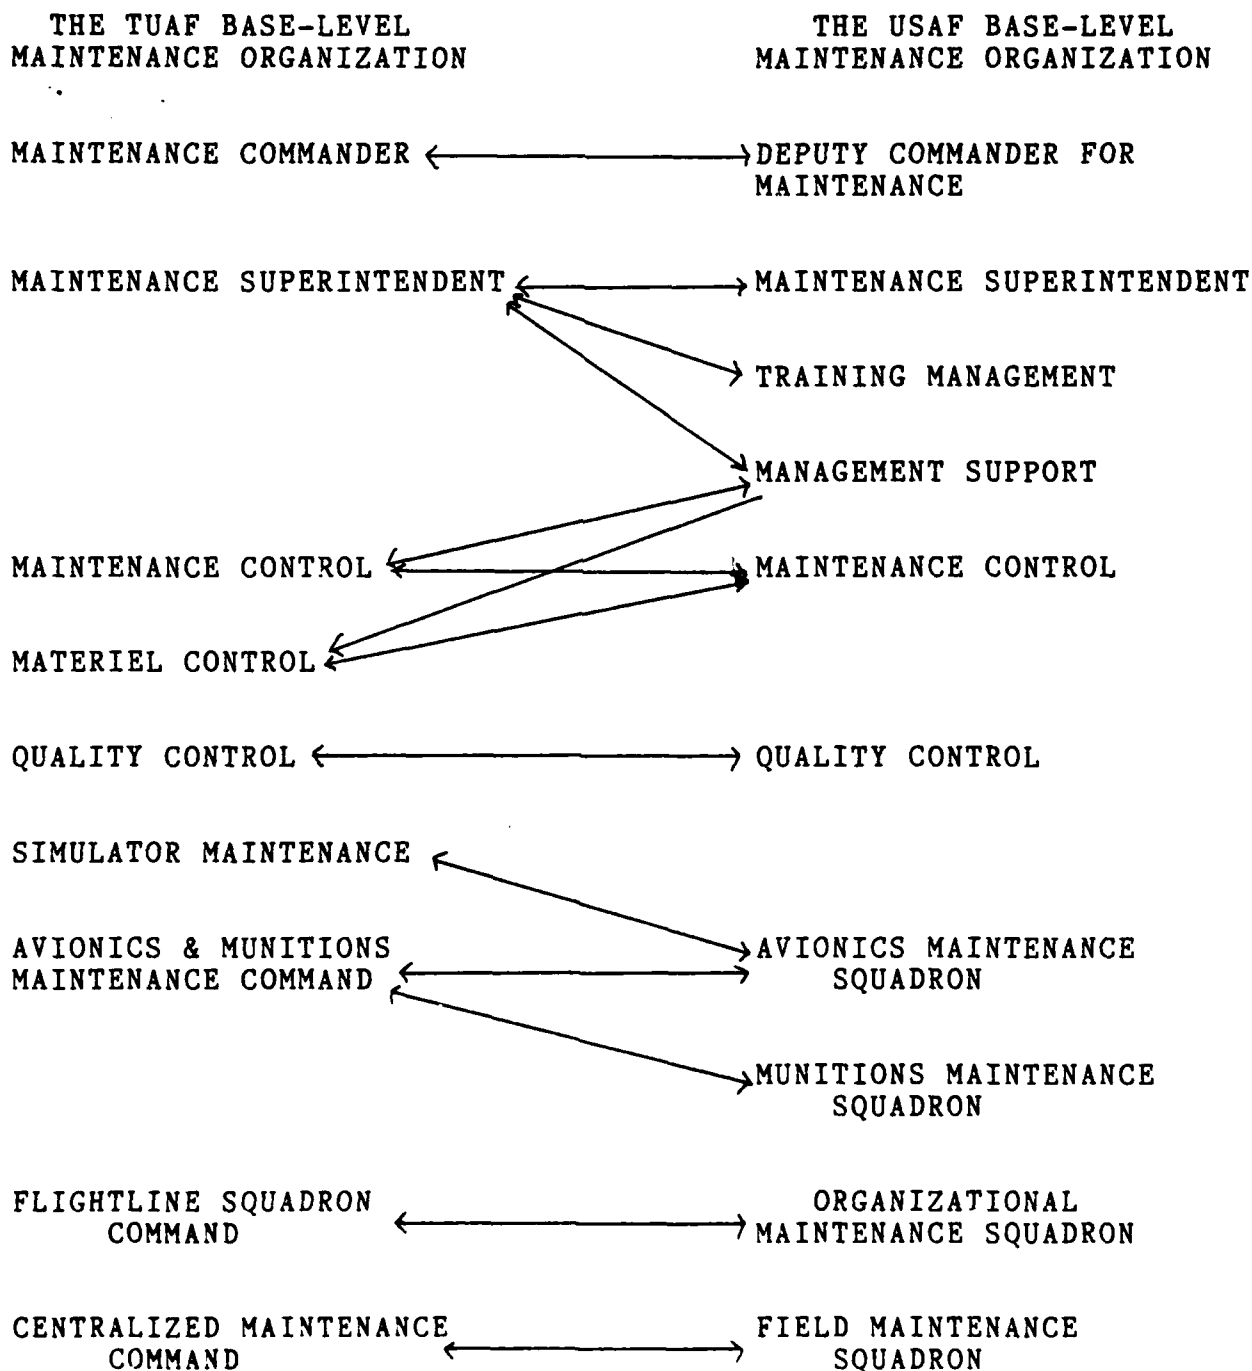 THE TUAF BASE-LEVEL
MAINTENANCE ORGANIZATION
THE USAF BASE-LEVEL
MAINTENANCE ORGANIZATION
MAINTENANCE COMMANDER
DEPUTY COMMANDER FOR
MAINTENANCE
MAINTENANCE SUPERINTENDENT
MAINTENANCE SUPERINTENDENT
TRAINING MANAGEMENT
MANAGEMENT SUPPORT
MAINTENANCE CONTROL
MAINTENANCE CONTROL
MATERIEL CONTROL
QUALITY CONTROL
QUALITY CONTROL
SIMULATOR MAINTENANCE
AVIONICS & MUNITIONS
MAINTENANCE COMMAND
AVIONICS MAINTENANCE
SQUADRON
MUNITIONS MAINTENANCE
SQUADRON
FLIGHTLINE SQUADRON
COMMAND
ORGANIZATIONAL
MAINTENANCE SQUADRON
CENTRALIZED MAINTENANCE
COMMAND
FIELD MAINTENANCE
SQUADRON